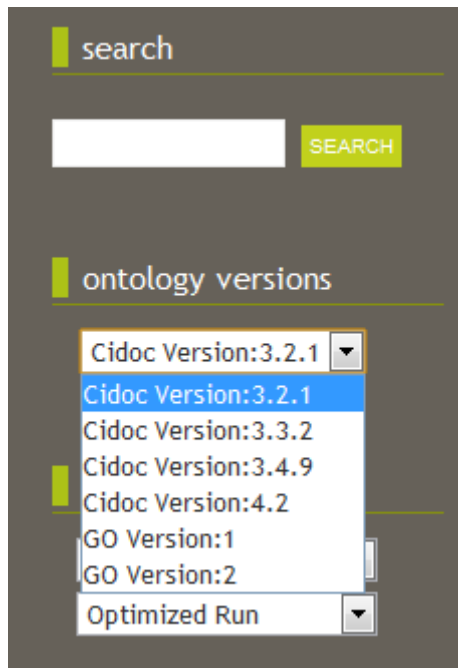 search
SEARCH
ontology versions
Cidoc Version:3.2.1
Cidoc Version:3.2.1
Cidoc Version:3.3.2
Cidoc Version:3.4.9
Cidoc Version:4.2
GO Version:1
GO Version:2
Optimized Run